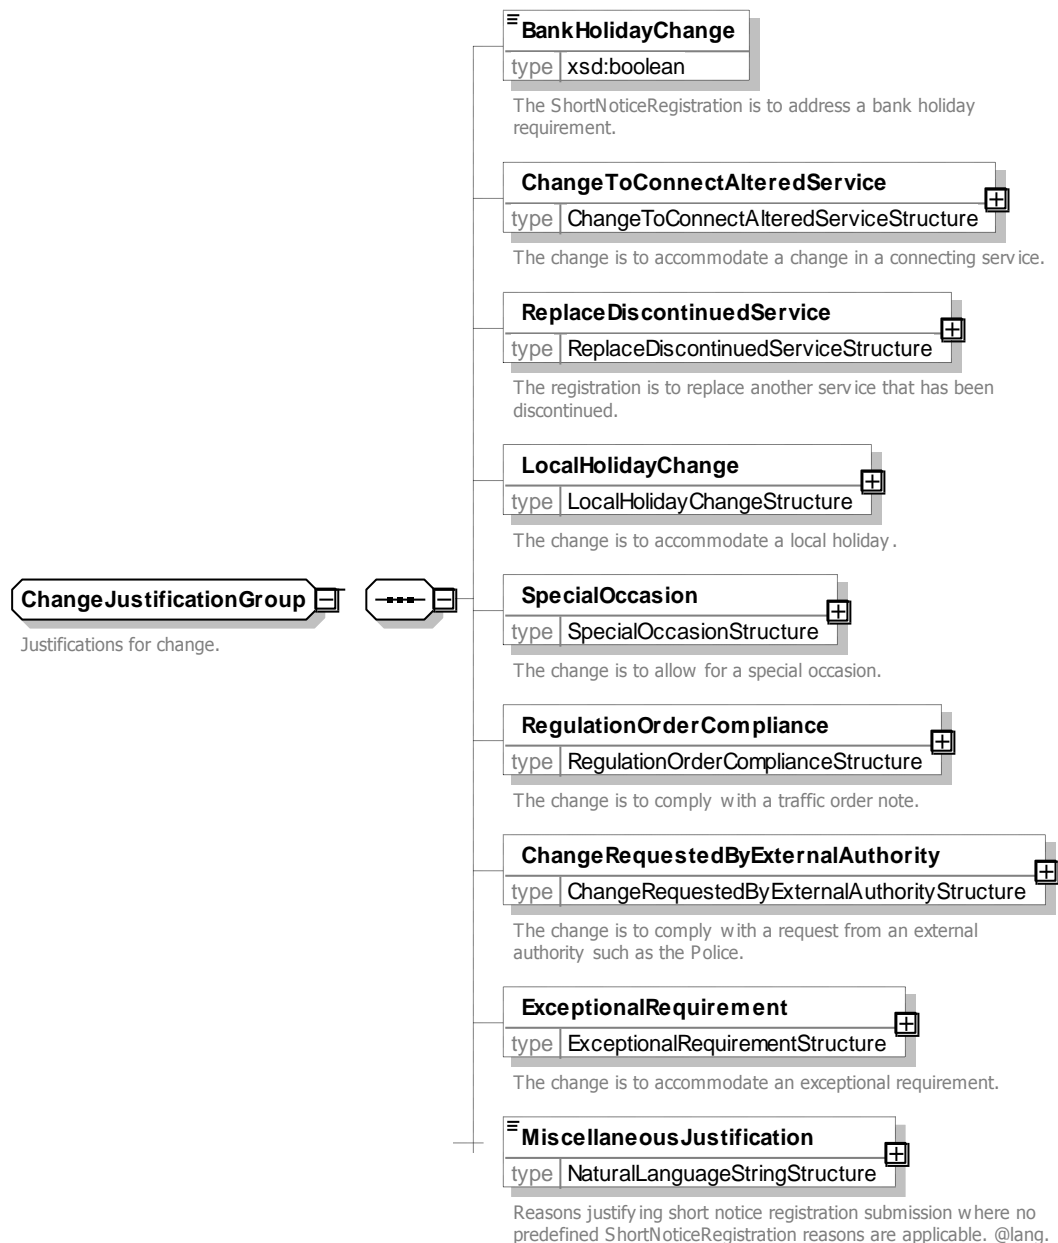 BankHolidayChange
type xsd:boolean
The ShortNoticeRegistration is to address a bank holiday
requirement.
ChangeToConnectAlteredService
type ChangeToConnectAlteredServiceStructure
The change is to accommodate a change in a connecting service.
ReplaceDiscontinuedService
type ReplaceDiscontinuedServiceStructure
The registration is to replace another service that has been
discontinued.
LocalHolidayChange
type LocalHolidayChangeStructure
The change is to accommodate a local holiday.
ChangeJustificationGroup
Justifications for change.
SpecialOccasion
type SpecialOccasionStructure
The change is to allow for a special occasion.
RegulationOrderCompliance
type RegulationOrderComplianceStructure
The change is to comply with a traffic order note.
ChangeRequestedByExternalAuthority
type ChangeRequestedByExternalAuthorityStructure
The change is to comply with a request from an external
authority such as the Police.
ExceptionalRequirement
type ExceptionalRequirementStructure
The change is to accommodate an exceptional requirement.
MiscellaneousJustification
type NaturalLanguageStringStructure
Reasons justifying short notice registration submission where no
predefined ShortNoticeRegistration reasons are applicable. @lang.